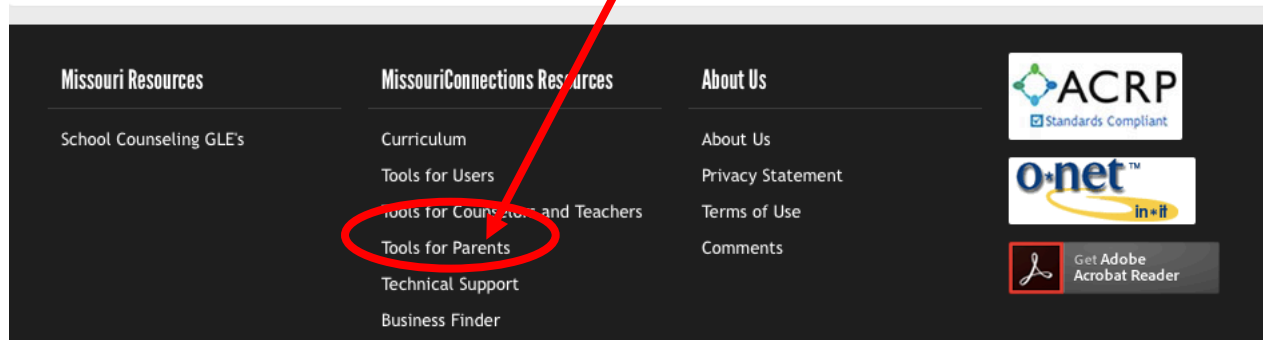 Missouri Resources
School Counseling GLE's
MissouriConnections Resources
Curriculum
Tools for Users
Tools for Counselors and Teachers
Tools for Parents
Technical Support
Business Finder
About Us
About Us
Privacy Statement
Terms of Use
Comments
ACRP
Standards Compliant
o*net™
in*it
Get Adobe
Acrobat Reader